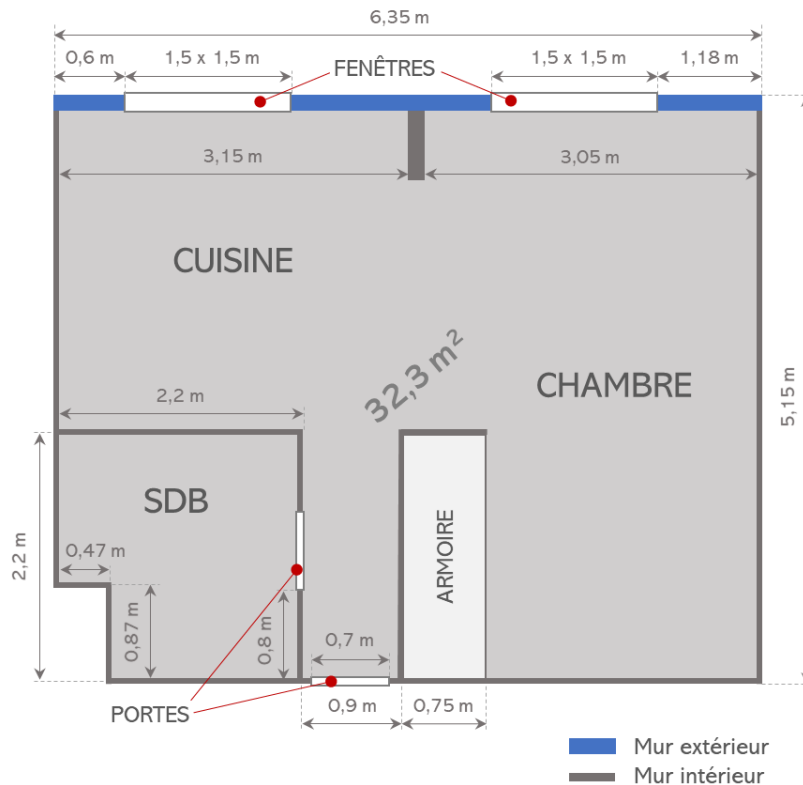 6,35 m
0,6 m
1,5 x 1,5 m
FENÊTRES
1,5 x 1,5 m
1,18 m
3,15 m
3,05 m
CUISINE
32,3 m²
CHAMBRE
5,15 m
2,2 m
2,2 m
SDB
0,47 m
0,87 m
0,8 m
ARMOIRE
0,7 m
PORTES
0,9 m
0,75 m
Mur extérieur
Mur intérieur